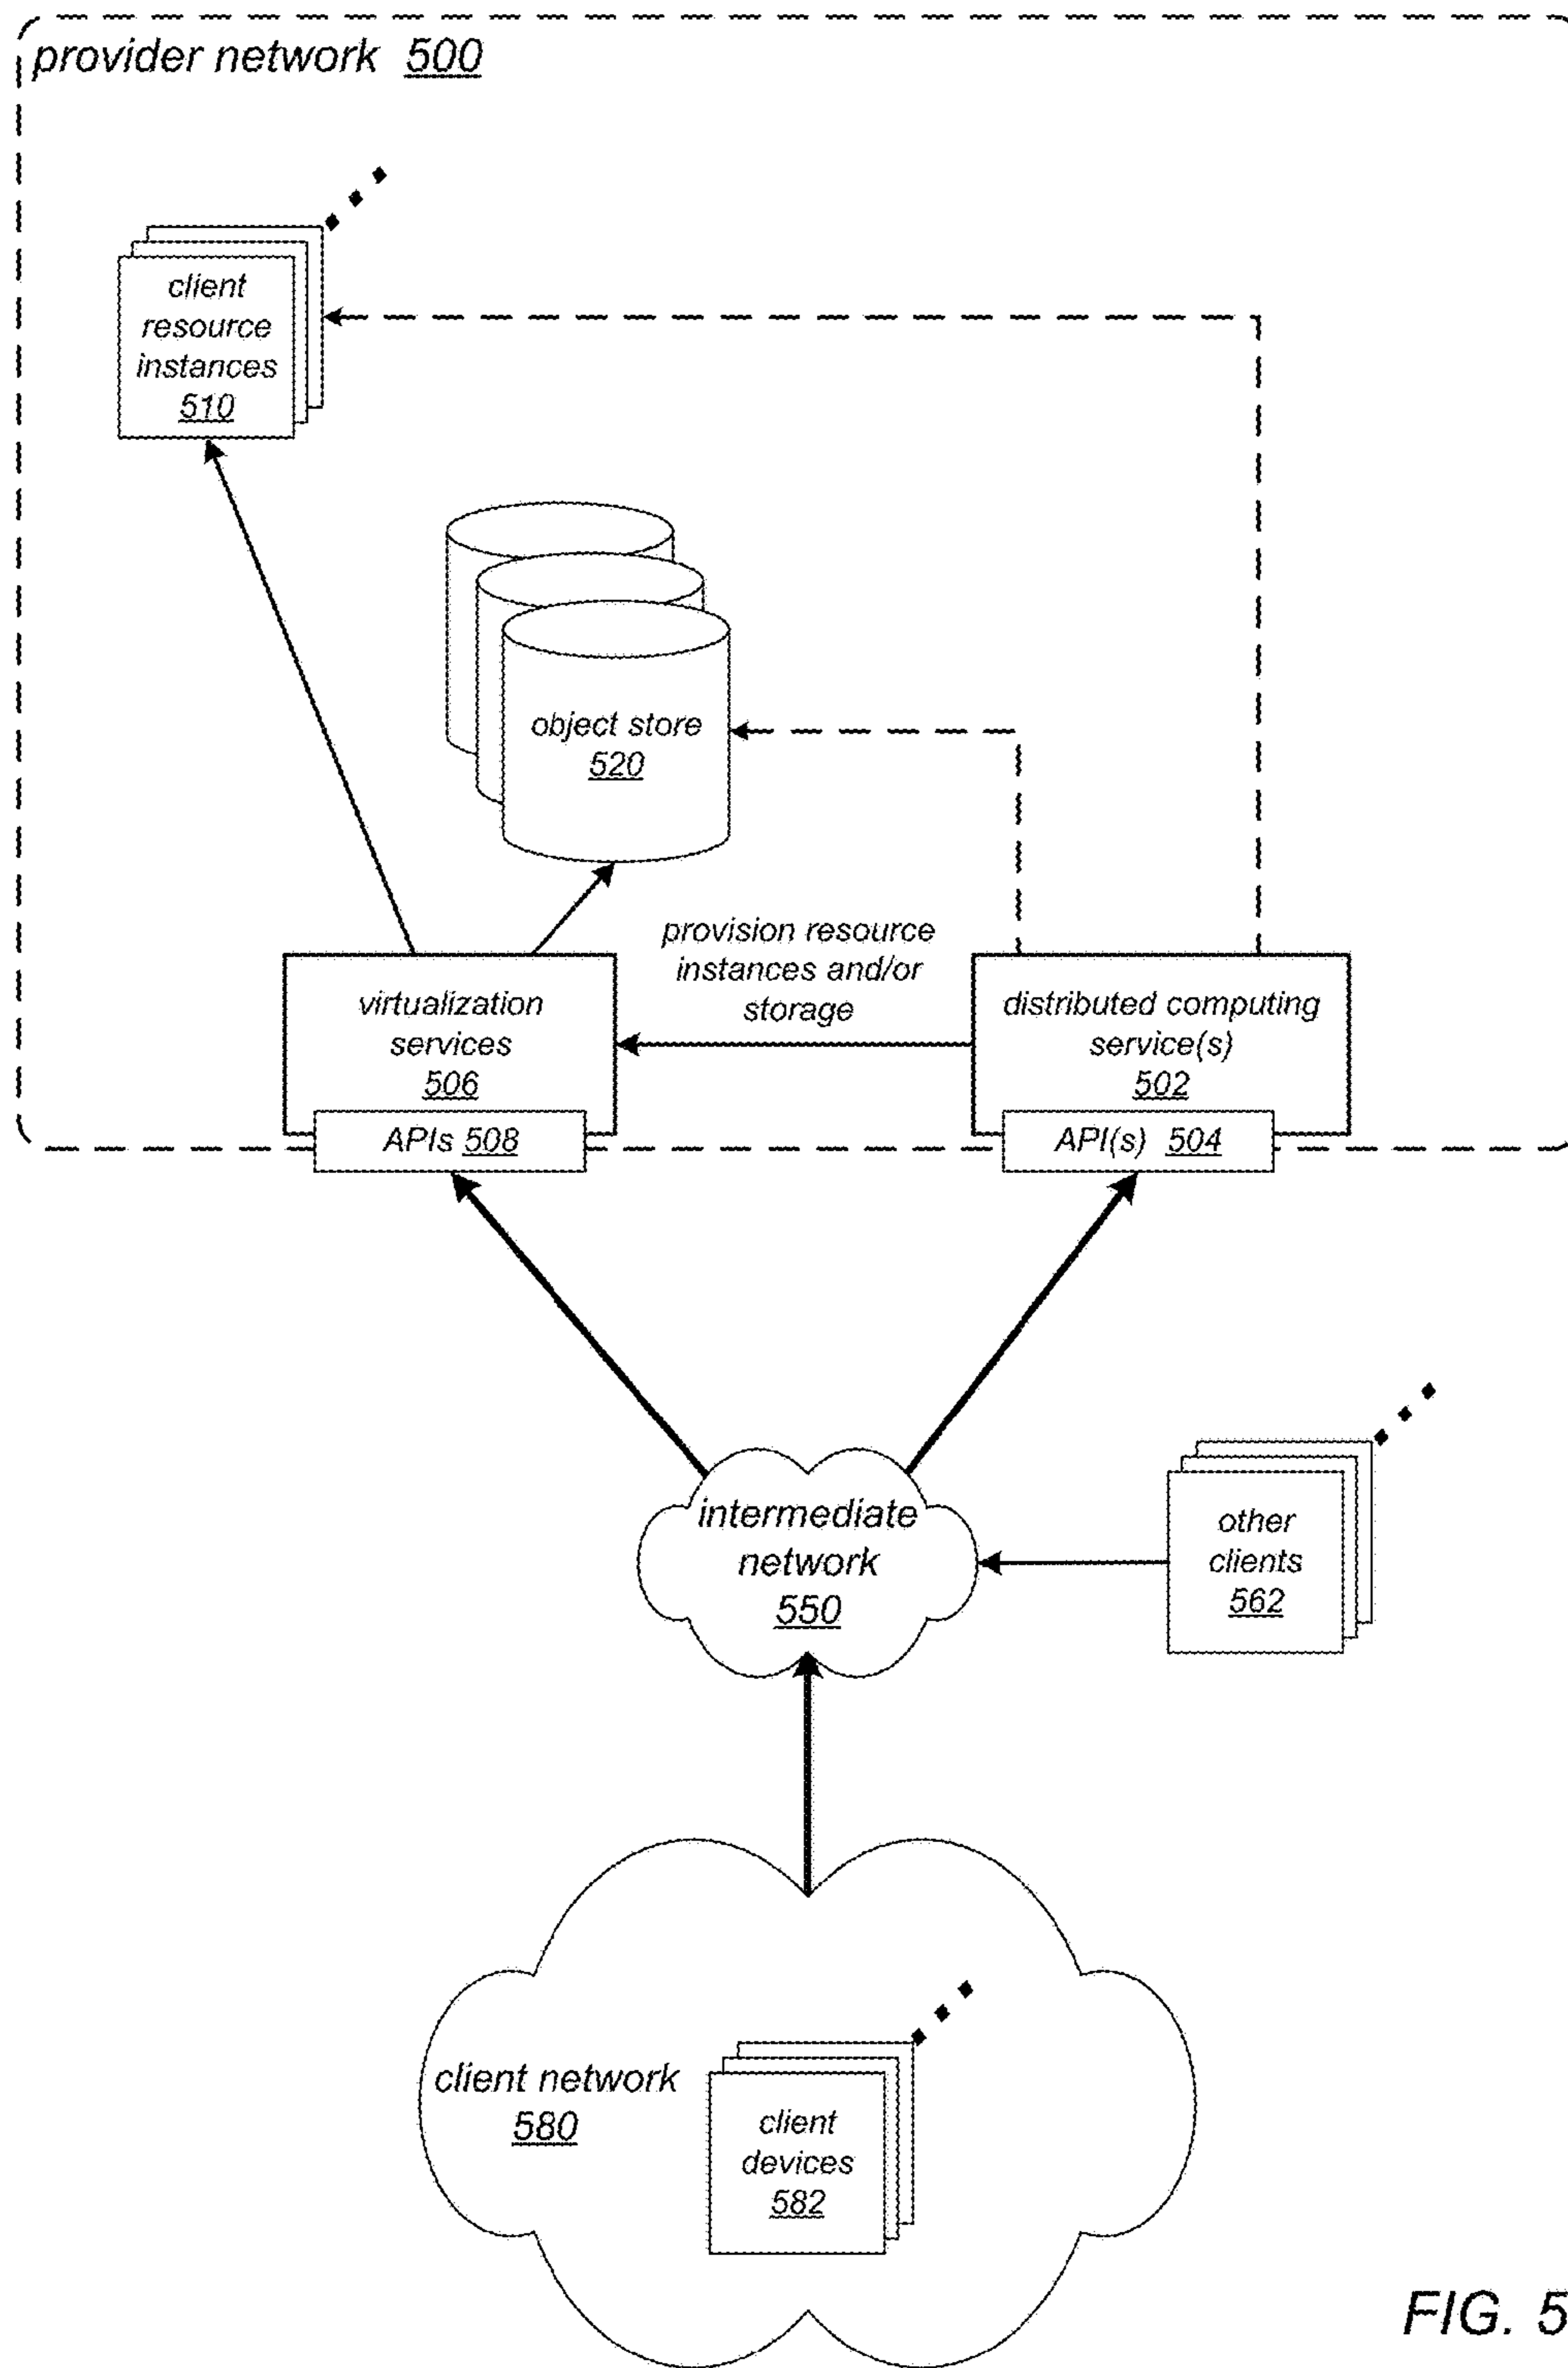 provider network 500
client
resource
instances
510
object store
520
provision resource
instances and/or
storage
virtualization
services
506
distributed computing
service(s)
502
APIs 508
API(s) 504
intermediate
network
550
other
clients
562
client network
580
client
devices
582
FIG. 5